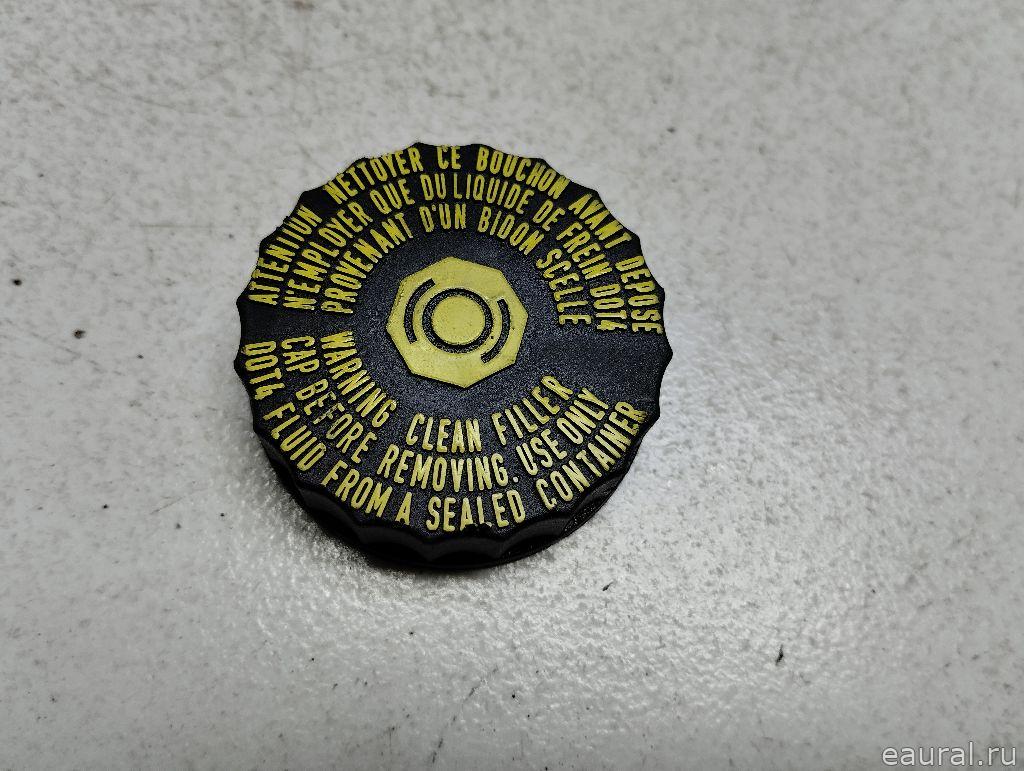 ATTENTION NETTOYER CE BOUCHON AVANT DEPOSE
N'EMPLOYER QUE DU LIQUIDE DE FREIN DOT4
PROVENANT D'UN BIDON SCELLE
WARNING CLEAN FILLER
CAP BEFORE REMOVING. USE ONLY
DOT4 FLUID FROM A SEALED CONTAINER
eaural.ru